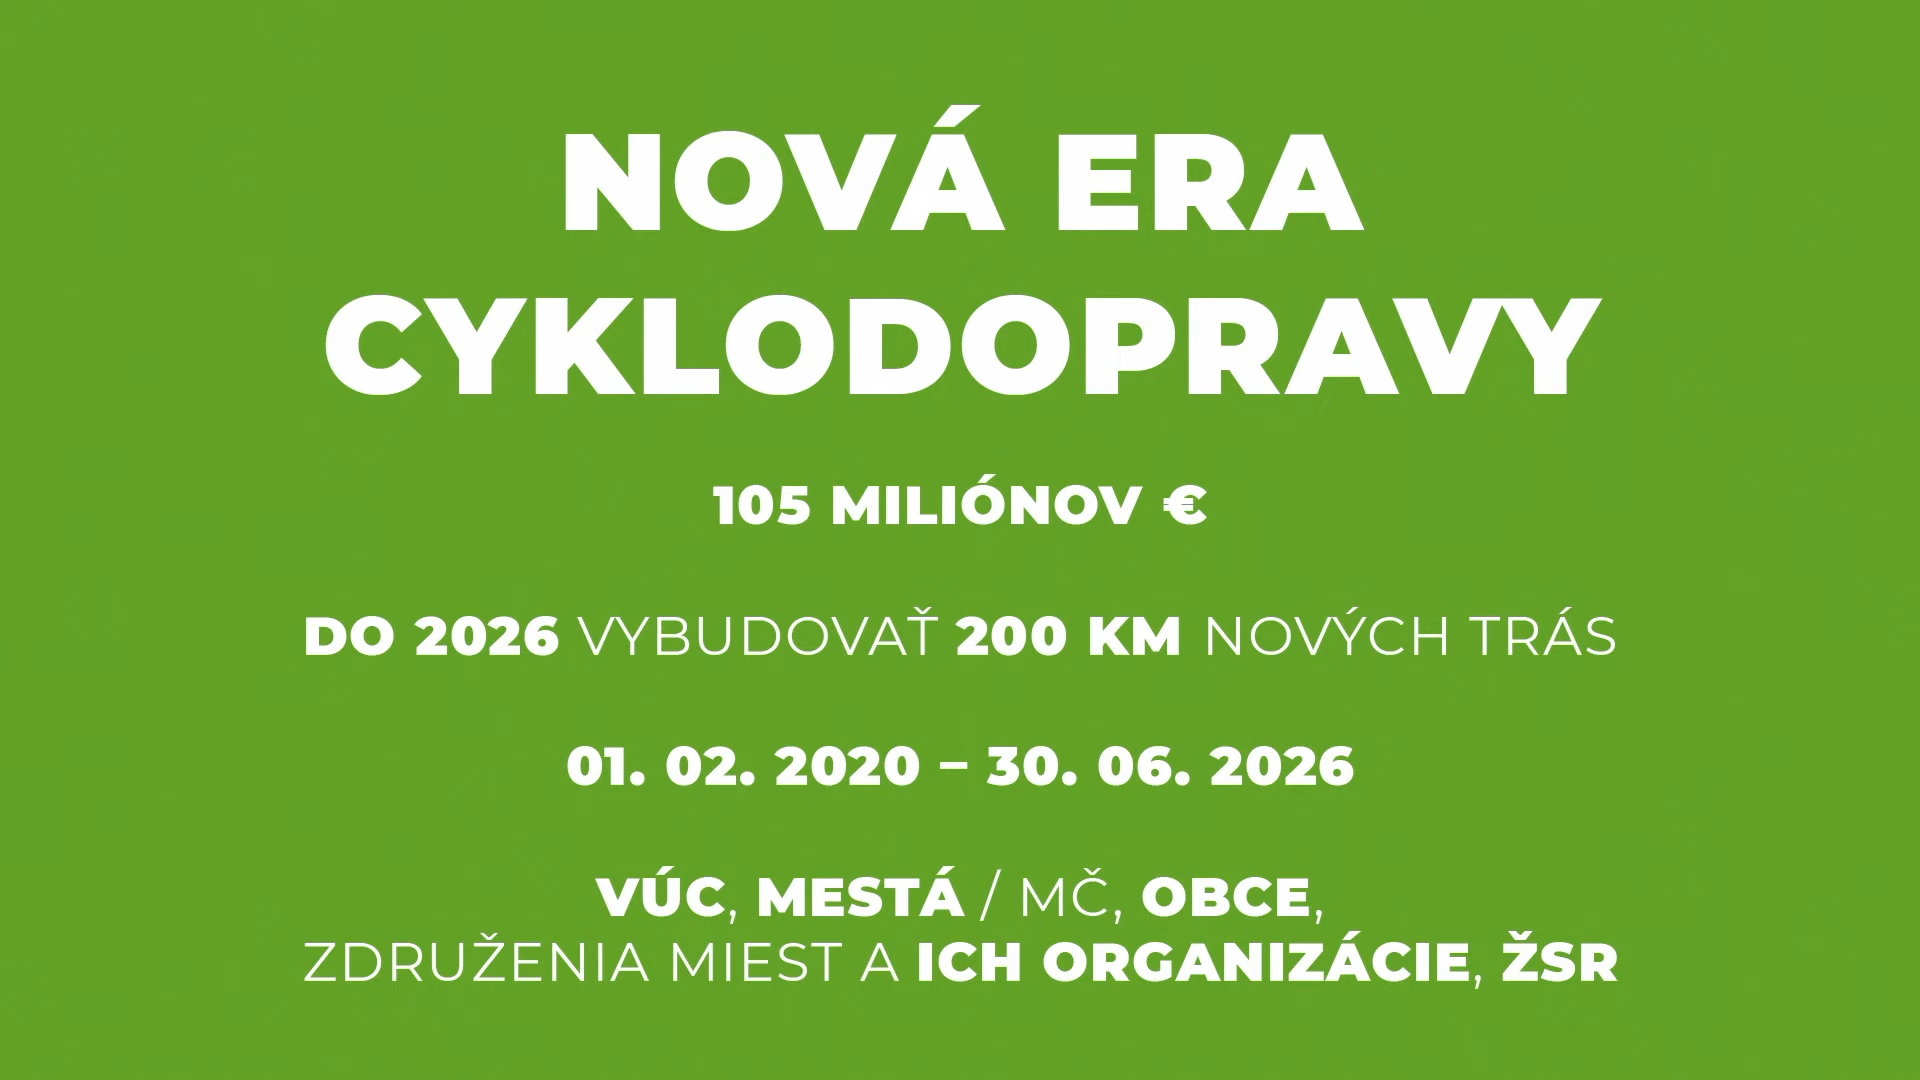 NOVÁ ERA
CYKLODOPRAVY
105 MILIÓNOV €
DO 2026 VYBUDOVAŤ 200 KM NOVÝCH TRÁS
01. 02. 2020 – 30. 06. 2026
VÚC, MESTÁ / MČ, OBCE,
ZDRUŽENIA MIEST A ICH ORGANIZÁCIE, ŽSR